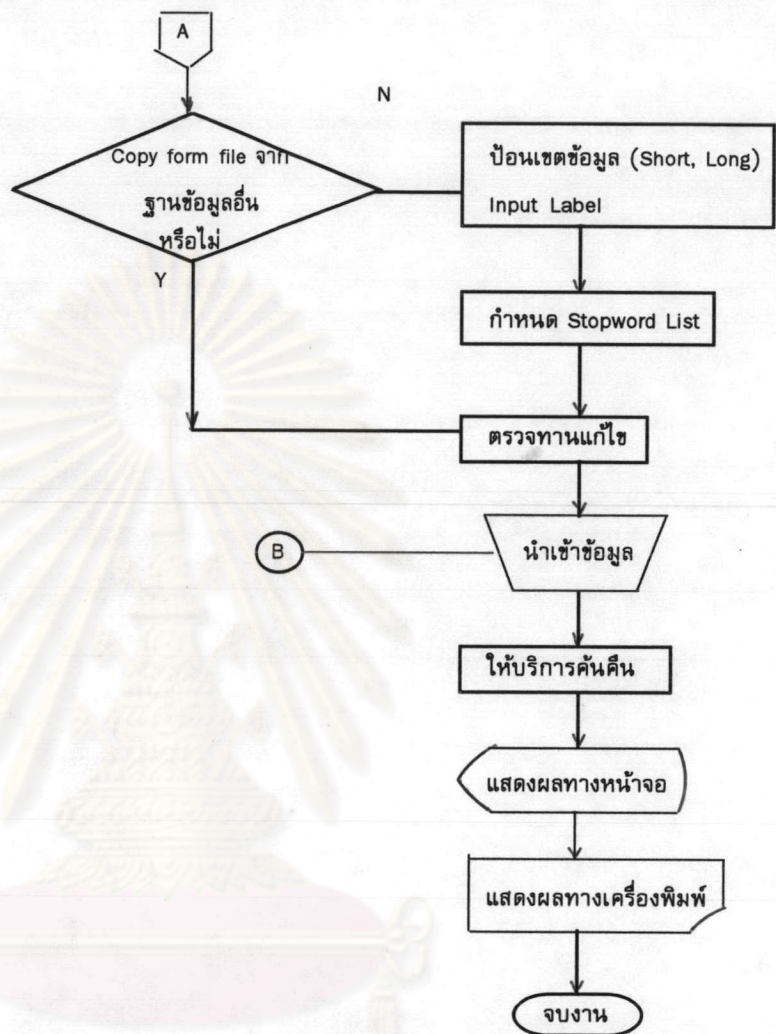 A
N
Copy form file จาก
ฐานข้อมูลอื่น
หรือไม่
Y
ป้อนเขตข้อมูล (Short, Long)
Input Label
กำหนด Stopword List
ตรวจทานแก้ไข
B
นำเข้าข้อมูล
ให้บริการค้นคืน
แสดงผลทางหน้าจอ
แสดงผลทางเครื่องพิมพ์
จบงาน